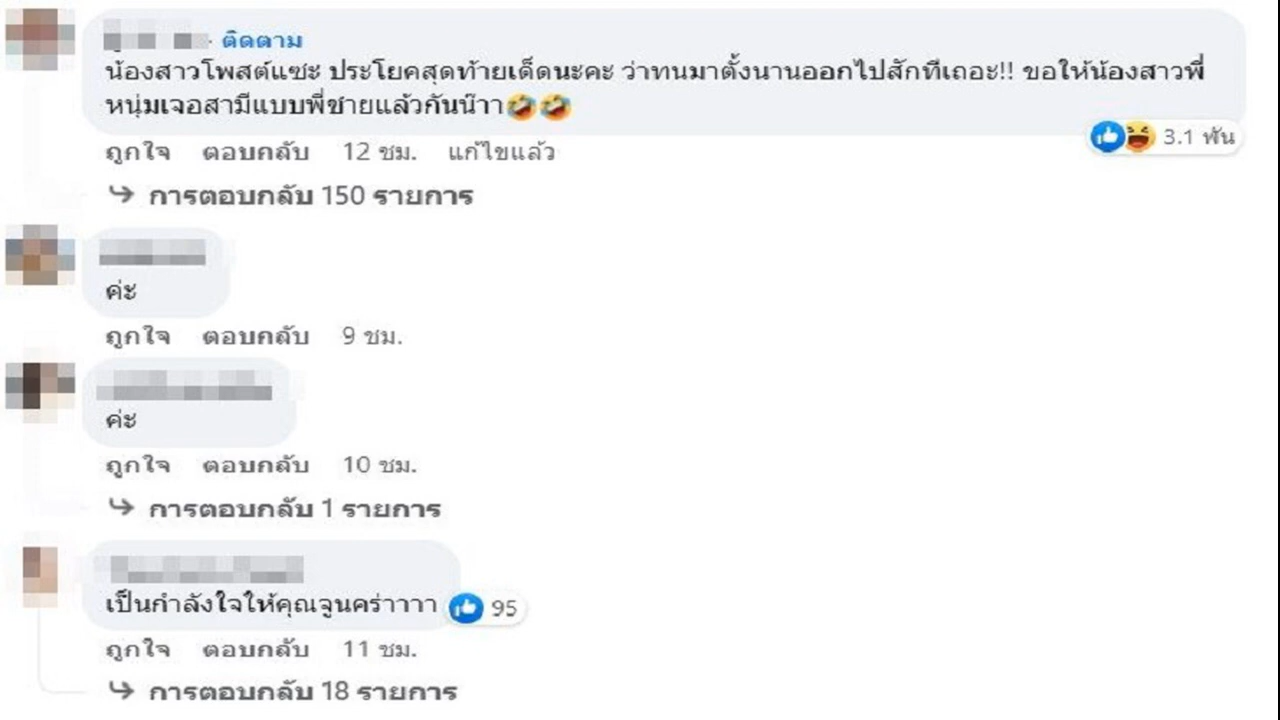 · ติดตาม
น้องสาวโพสต์แซะ ประโยคสุดท้ายเด็ดนะคะ ว่าทนมาตั้งนานออกไปสักทีเถอะ!! ขอให้น้องสาวพี่
หนุ่มเจอสามีแบบพี่ชายแล้วกันน๊าา🤣🤣
3.1 พัน
ถูกใจ ตอบกลับ 12 ชม. แก้ไขแล้ว
การตอบกลับ 150 รายการ
ค่ะ
ถูกใจ ตอบกลับ 9 ชม.
ค่ะ
ถูกใจ ตอบกลับ 10 ชม.
การตอบกลับ 1 รายการ
เป็นกำลังใจให้คุณจูนคร่าาาา 95
ถูกใจ ตอบกลับ 11 ชม.
การตอบกลับ 18 รายการ